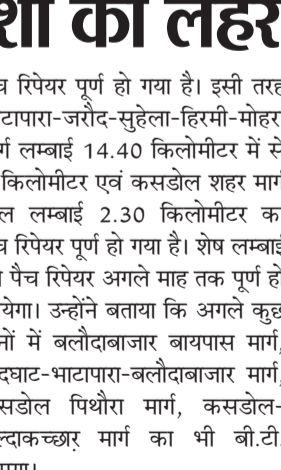 शी की लहर
च रिपेयर पूर्ण हो गया है। इसी तरह
टापारा-जरौद-सुहेला-हिरमी-मोहर
र्ग लम्बाई 14.40 किलोमीटर में से
किलोमीटर एवं कसडोल शहर मार्ग
ल लम्बाई 2.30 किलोमीटर क
च रिपेयर पूर्ण हो गया है। शेष लम्बाई
पैच रिपेयर अगले माह तक पूर्ण हो
येगा। उन्होंने बताया कि अगले कुछ
नों में बलौदाबाजार बायपास मार्ग,
दघाट-भाटापारा-बलौदाबाजार मार्ग,
सडोल पिथौरा मार्ग, कसडोल-
ल्दाकच्छार मार्ग का भी बी.टी.